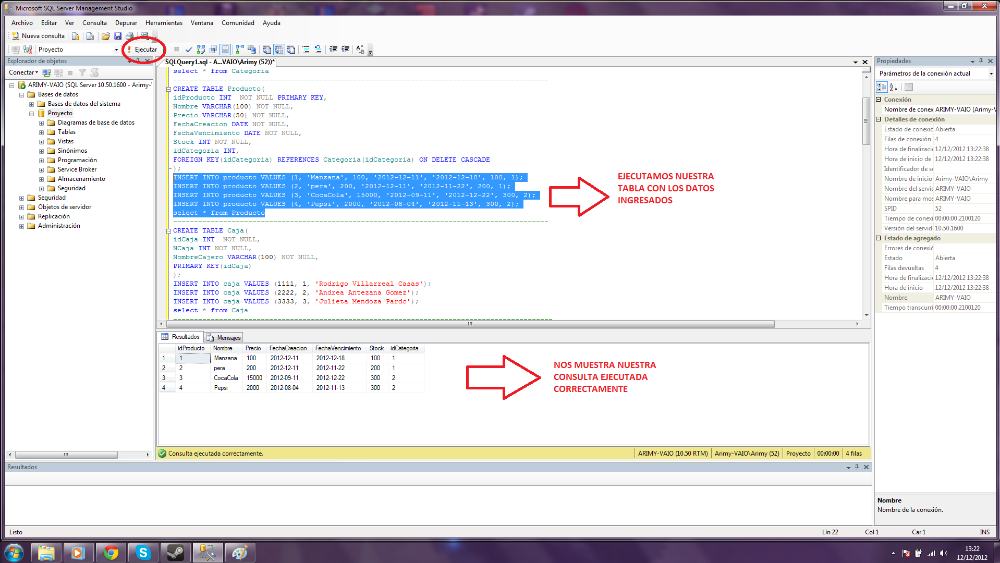 Microsoft SQL Server Management Studio
Archivo Editar Ver Consulta Depurar Herramientas Ventana Comunidad Ayuda
Nueva consulta
Proyecto Ejecutar
Explorador de objetos
Conectar
ARIMY-VAIO (SQL Server 10.50.1600 - Arimy-V
Bases de datos
Bases de datos del sistema
Proyecto
Diagramas de base de datos
Tablas
Vistas
Sinónimos
Programación
Service Broker
Almacenamiento
Seguridad
Seguridad
Objetos de servidor
Replicación
Administración
SQLQuery1.sql - A...VAIO\Arimy (52))*
select * from Categoria
------------------------------------------------------------------------------------------
CREATE TABLE Producto(
idProducto INT  NOT NULL PRIMARY KEY,
Nombre VARCHAR(100) NOT NULL,
Precio VARCHAR(50) NOT NULL,
FechaCreacion DATE NOT NULL,
FechaVencimiento DATE NOT NULL,
Stock INT NOT NULL,
idCategoria INT,
FOREIGN KEY(idCategoria) REFERENCES Categoria(idCategoria) ON DELETE CASCADE
);
INSERT INTO producto VALUES (1, 'Manzana', 100, '2012-12-11', '2012-12-18', 100, 1);
INSERT INTO producto VALUES (2, 'pera', 200, '2012-12-11', '2012-11-22', 200, 1);
INSERT INTO producto VALUES (3, 'CocaCola', 15000, '2012-09-11', '2012-12-22', 300, 2);
INSERT INTO producto VALUES (4, 'Pepsi', 2000, '2012-08-04', '2012-11-13', 300, 2);
select * from Producto
------------------------------------------------------------------------------------------
CREATE TABLE Caja(
idCaja INT  NOT NULL,
NCaja INT NOT NULL,
NombreCajero VARCHAR(100) NOT NULL,
PRIMARY KEY(idCaja)
);
INSERT INTO caja VALUES (1111, 1, 'Rodrigo Villarreal Casas');
INSERT INTO caja VALUES (2222, 2, 'Andrea Antezana Gomez');
INSERT INTO caja VALUES (3333, 3, 'Julieta Mendoza Pardo');
select * from Caja
-------------------------------------------------------------------------------------------
EJECUTAMOS NUESTRA
TABLA CON LOS DATOS
INGRESADOS
Resultados Mensajes
idProducto Nombre Precio FechaCreacion FechaVencimiento Stock idCategoria
1 1 Manzana 100 2012-12-11 2012-12-18 100 1
2 2 pera 200 2012-12-11 2012-11-22 200 1
3 3 CocaCola 15000 2012-09-11 2012-12-22 300 2
4 4 Pepsi 2000 2012-08-04 2012-11-13 300 2
NOS MUESTRA NUESTRA
CONSULTA EJECUTADA
CORRECTAMENTE
Consulta ejecutada correctamente. ARIMY-VAIO (10.50 RTM) Arimy-VAIO\Arimy (52) Proyecto 00:00:00 4 filas
Resultados
Propiedades
Parámetros de la conexión actual
Conexión
Nombre de conex ARIMY-VAIO (Arimy-V
Detalles de conexión
Estado de conexió Abierta
Filas de conexión 4
Hora de finalizació 12/12/2012 13:22:38
Hora de inicio de 12/12/2012 13:22:38
Identificador de se
Nombre de inicio Arimy-VAIO\Arimy
Nombre del servid ARIMY-VAIO
Nombre para mos ARIMY-VAIO
SPID 52
Tiempo de conexi 00:00:00.2100120
Versión del servid 10.50.1600
Estado de agregado
Errores de conexió
Estado Abierta
Filas devueltas 4
Hora de finalizació 12/12/2012 13:22:38
Hora de inicio 12/12/2012 13:22:38
Nombre ARIMY-VAIO
Tiempo transcurri 00:00:00.2100120
Nombre
Nombre de la conexión.
Listo Lín 22 Col 1 Car 1 INS
13:22
12/12/2012